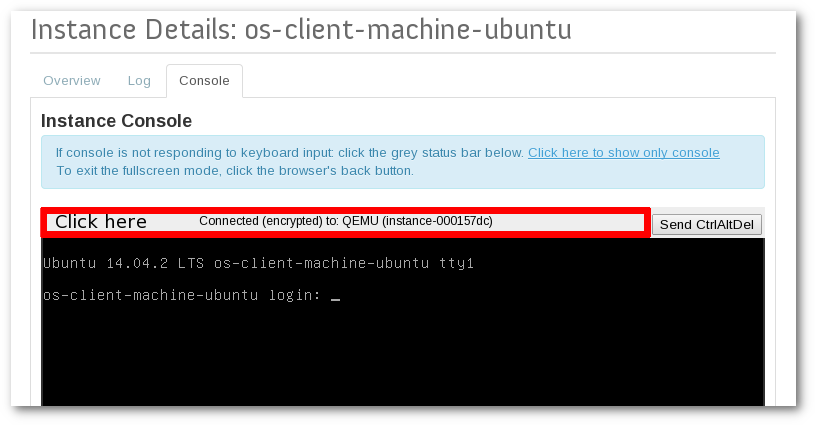 Instance Details: os-client-machine-ubuntu
Overview Log Console
Instance Console
If console is not responding to keyboard input: click the grey status bar below. Click here to show only console
To exit the fullscreen mode, click the browser's back button.
Click here Connected (encrypted) to: QEMU (instance-000157dc) Send CtrlAltDel
Ubuntu 14.04.2 LTS os-client-machine-ubuntu tty1
os-client-machine-ubuntu login: _